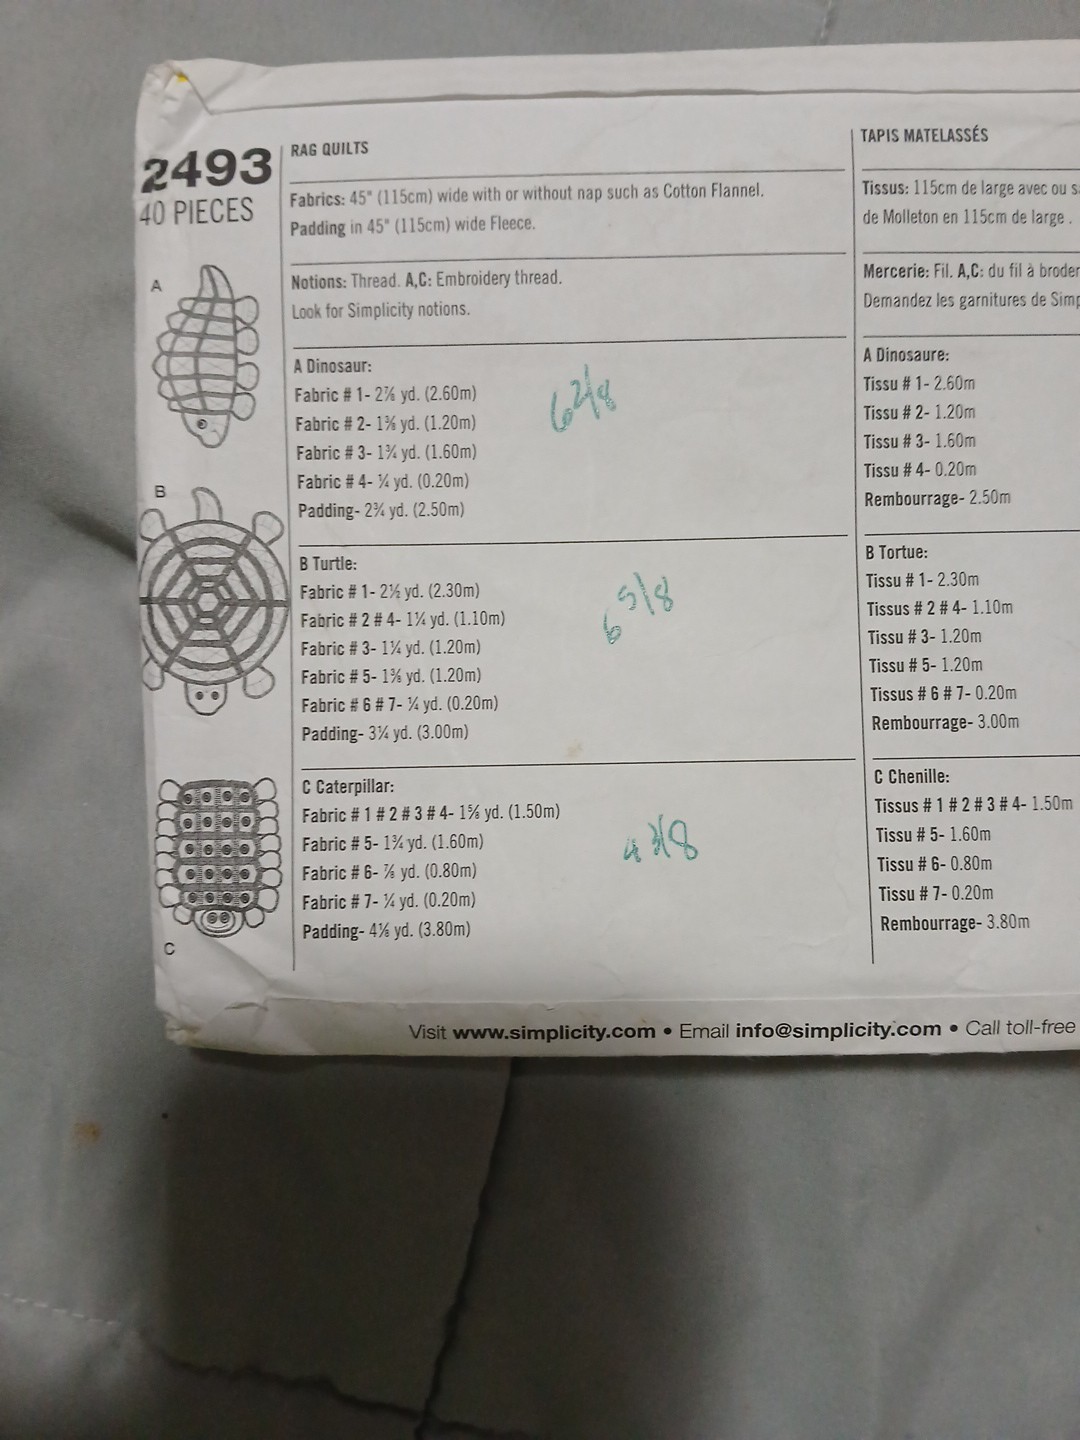 2493
40 PIECES
A
B
C
RAG QUILTS
Fabrics: 45" (115cm) wide with or without nap such as Cotton Flannel.
Padding in 45" (115cm) wide Fleece.
Notions: Thread. A,C: Embroidery thread.
Look for Simplicity notions.
A Dinosaur:
Fabric # 1- 2⅞ yd. (2.60m)
Fabric # 2- 1⅜ yd. (1.20m)
Fabric # 3- 1¾ yd. (1.60m)
Fabric # 4- ¼ yd. (0.20m)
Padding- 2¾ yd. (2.50m)
6 2/8
B Turtle:
Fabric # 1- 2½ yd. (2.30m)
Fabric # 2 # 4- 1¼ yd. (1.10m)
Fabric # 3- 1¼ yd. (1.20m)
Fabric # 5- 1⅜ yd. (1.20m)
Fabric # 6 # 7- ¼ yd. (0.20m)
Padding- 3¼ yd. (3.00m)
6 5/8
C Caterpillar:
Fabric # 1 # 2 # 3 # 4- 1⅝ yd. (1.50m)
Fabric # 5- 1¾ yd. (1.60m)
Fabric # 6- ⅞ yd. (0.80m)
Fabric # 7- ¼ yd. (0.20m)
Padding- 4⅛ yd. (3.80m)
TAPIS MATELASSÉS
Tissus: 115cm de large avec ou s
de Molleton en 115cm de large .
Mercerie: Fil. A,C: du fil à broder
Demandez les garnitures de Simp
A Dinosaure:
Tissu # 1- 2.60m
Tissu # 2- 1.20m
Tissu # 3- 1.60m
Tissu # 4- 0.20m
Rembourrage- 2.50m
B Tortue:
Tissu # 1- 2.30m
Tissus # 2 # 4- 1.10m
Tissu # 3- 1.20m
Tissu # 5- 1.20m
Tissus # 6 # 7- 0.20m
Rembourrage- 3.00m
C Chenille:
Tissus # 1 # 2 # 3 # 4- 1.50m
Tissu # 5- 1.60m
Tissu # 6- 0.80m
Tissu # 7- 0.20m
Rembourrage- 3.80m
Visit www.simplicity.com • Email info@simplicity.com • Call toll-free